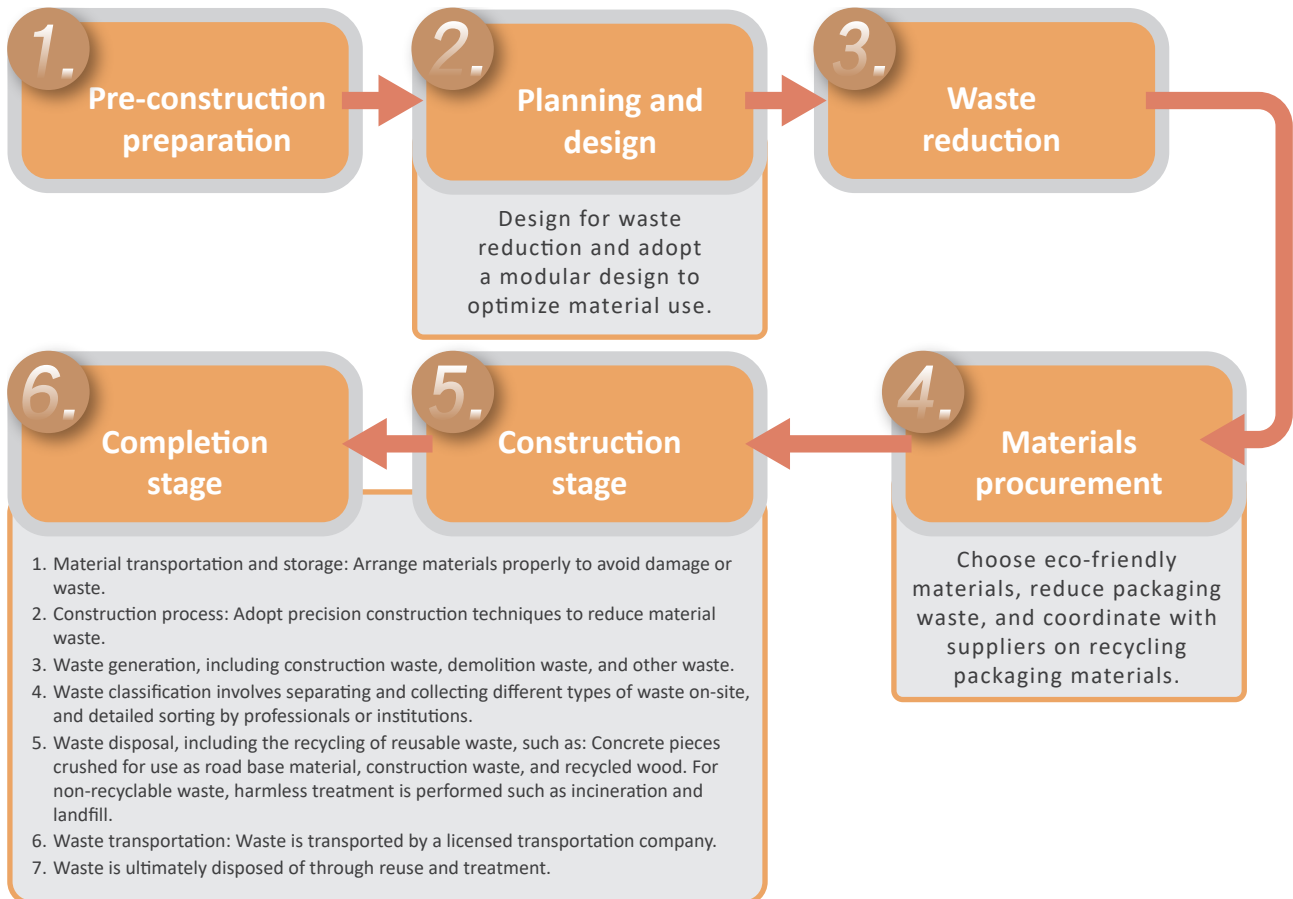 1.
Pre-construction
preparation
2.
Planning and
design
Design for waste
reduction and adopt
a modular design to
optimize material use.
3.
Waste
reduction
4.
Materials
procurement
Choose eco-friendly
materials, reduce packaging
waste, and coordinate with
suppliers on recycling
packaging materials.
5.
Construction
stage
6.
Completion
stage
1. Material transportation and storage: Arrange materials properly to avoid damage or
waste.
2. Construction process: Adopt precision construction techniques to reduce material
waste.
3. Waste generation, including construction waste, demolition waste, and other waste.
4. Waste classification involves separating and collecting different types of waste on-site,
and detailed sorting by professionals or institutions.
5. Waste disposal, including the recycling of reusable waste, such as: Concrete pieces
crushed for use as road base material, construction waste, and recycled wood. For
non-recyclable waste, harmless treatment is performed such as incineration and
landfill.
6. Waste transportation: Waste is transported by a licensed transportation company.
7. Waste is ultimately disposed of through reuse and treatment.